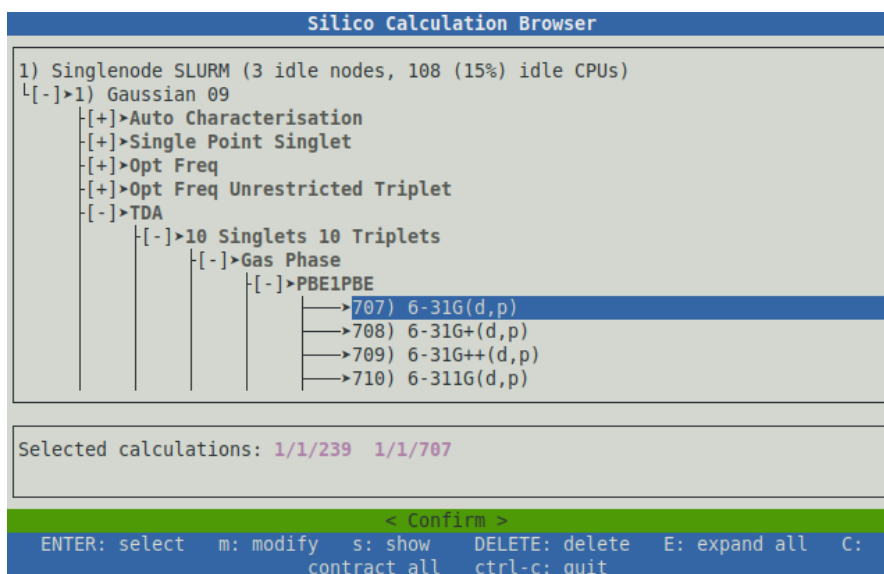 Silico Calculation Browser
1) Singlenode SLURM (3 idle nodes, 108 (15%) idle CPUs)
[-]➤1) Gaussian 09
[+]➤Auto Characterisation
[+]➤Single Point Singlet
[+]➤Opt Freq
[+]➤Opt Freq Unrestricted Triplet
[-]➤TDA
[-]➤10 Singlets 10 Triplets
[-]➤Gas Phase
[-]➤PBE1PBE
➤707) 6-31G(d,p)
➤708) 6-31G+(d,p)
➤709) 6-31G++(d,p)
➤710) 6-311G(d,p)
Selected calculations: 1/1/239 1/1/707
< Confirm >
ENTER: select m: modify s: show DELETE: delete E: expand all C:
contract all ctrl-c: quit